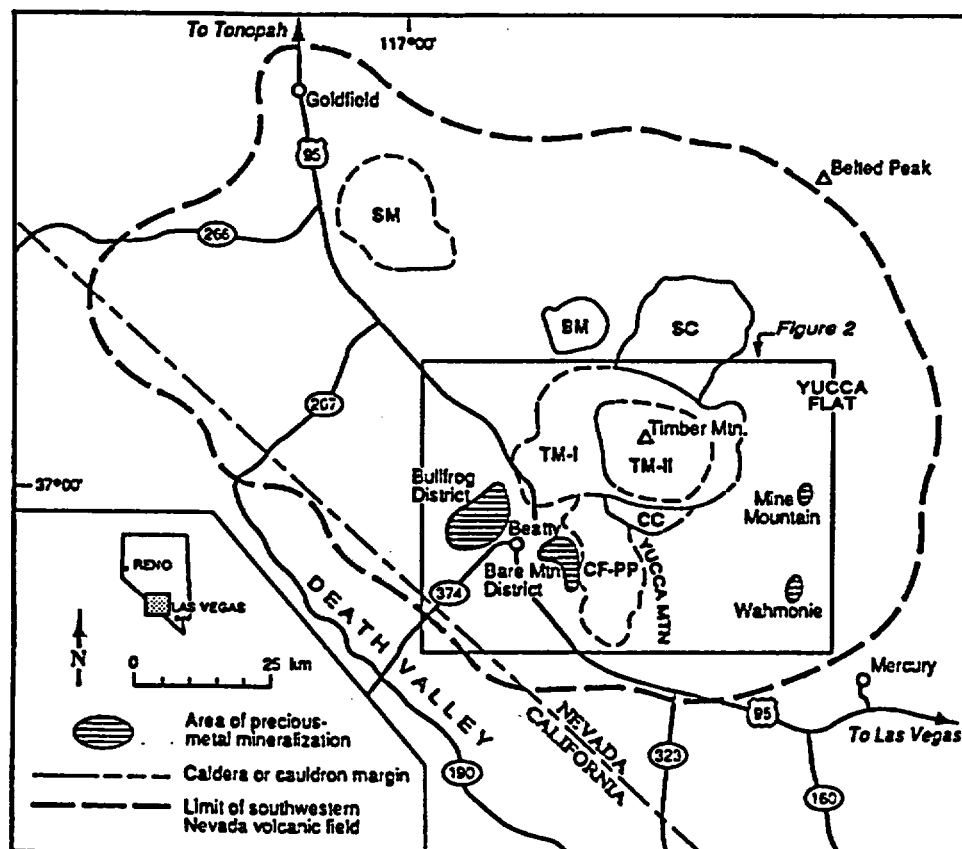 To Tonopah
117°00'
Goldfield
95
Belted Peak
SM
266
BM
SC
Figure 2
YUCCA
FLAT
267
Timber Mtn.
TM-I
TM-II
Bullfrog
District
37°00'
Mine
Mountain
CC
Beatty
RENO
Bare Mtn
District
CF-PP
YUCCA MTN
LAS VEGAS
374
Wahmonie
DEATH VALLEY
N
0 25 km
Mercury
NEVADA
CALIFORNIA
95
To Las Vegas
Area of precious-
metal mineralization
323
Caldera or cauldron margin
190
160
Limit of southwestern
Nevada volcanic field